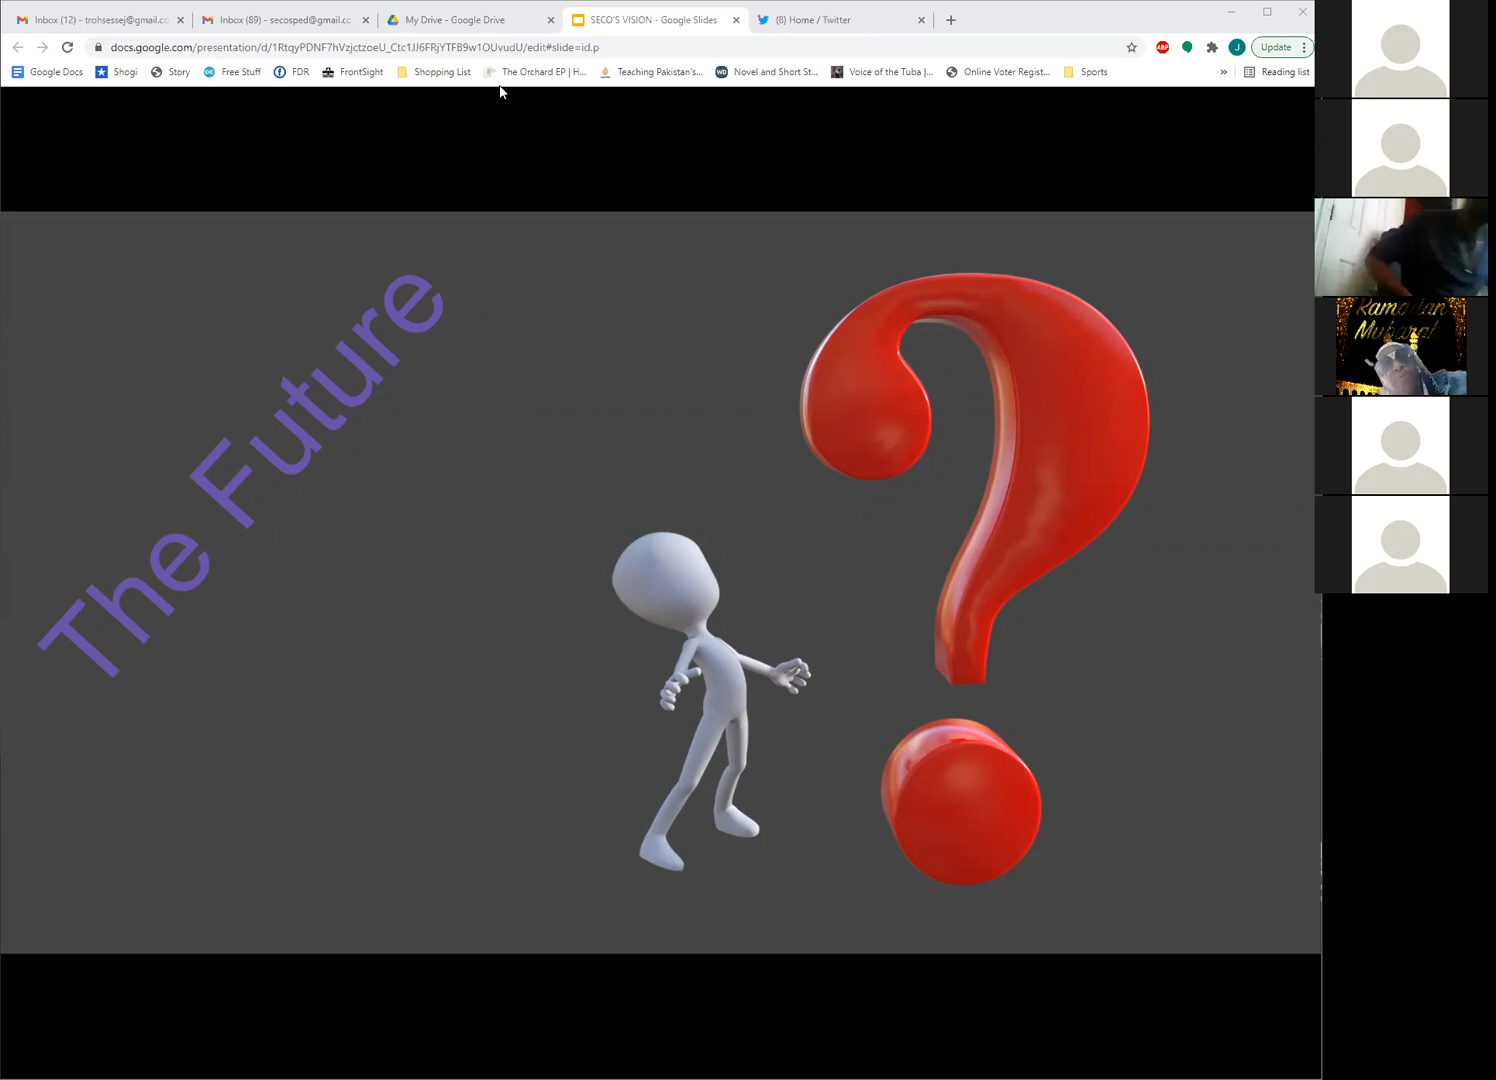 Inbox (12) - trohsessej@gmail.co
Inbox (89) - secosped@gmail.co
My Drive - Google Drive
SECO'S VISION - Google Slides
(8) Home / Twitter
docs.google.com/presentation/d/1RtqyPDNF7hVzjctzoeU_Ctc1JJ6FRjYTFB9w1OUvudU/edit#slide=id.p
ABP
J
Update
Google Docs
Shogi
Story
Free Stuff
FDR
FrontSight
Shopping List
The Orchard EP | H...
Teaching Pakistan's...
WD
Novel and Short St...
Voice of the Tuba |...
Online Voter Regist...
Sports
»
Reading list
The Future
?
Ramadan
Mubarak